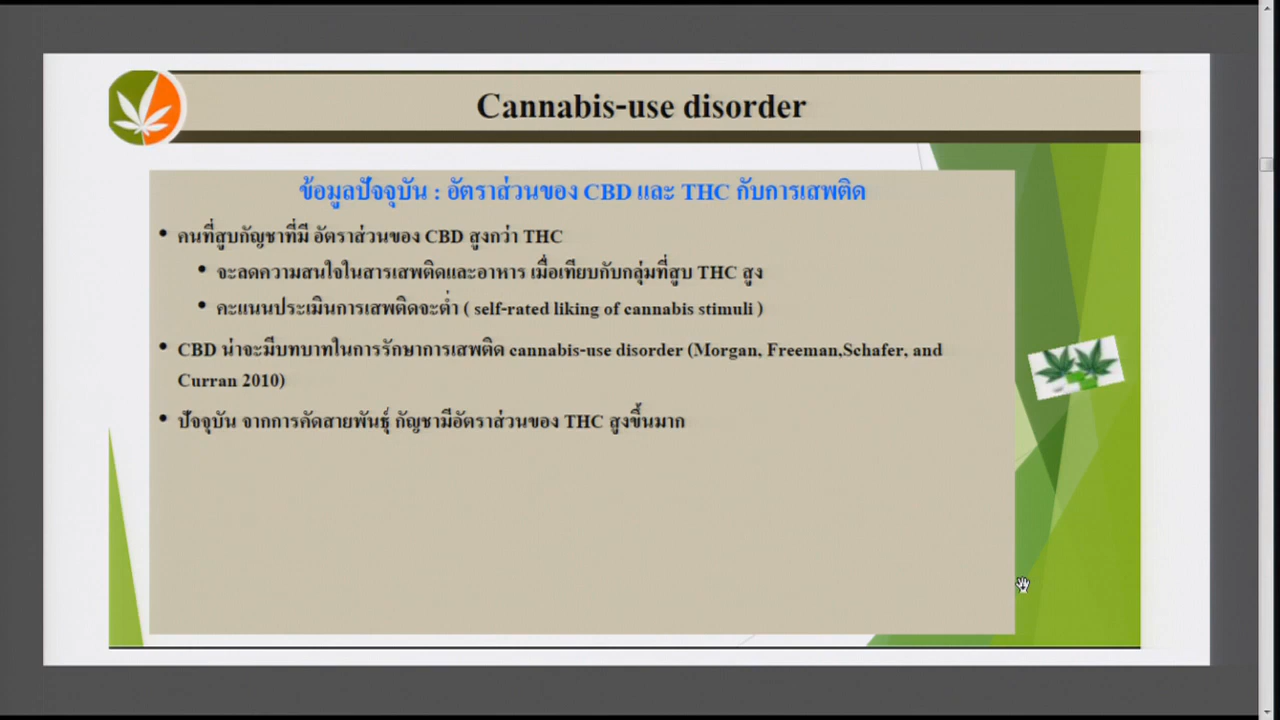 Cannabis-use disorder
ข้อมูลปัจจุบัน : อัตราส่วนของ CBD และ THC กับการเสพติด
• คนที่สูบกัญชาที่มี อัตราส่วนของ CBD สูงกว่า THC
• จะลดความสนใจในสารเสพติดและอาหาร เมื่อเทียบกับกลุ่มที่สูบ THC สูง
• คะแนนประเมินการเสพติดจะต่ำ ( self-rated liking of cannabis stimuli )
• CBD น่าจะมีบทบาทในการรักษาการเสพติด cannabis-use disorder (Morgan, Freeman,Schafer, and
Curran 2010)
• ปัจจุบัน จากการคัดสายพันธุ์ กัญชามีอัตราส่วนของ THC สูงขึ้นมาก